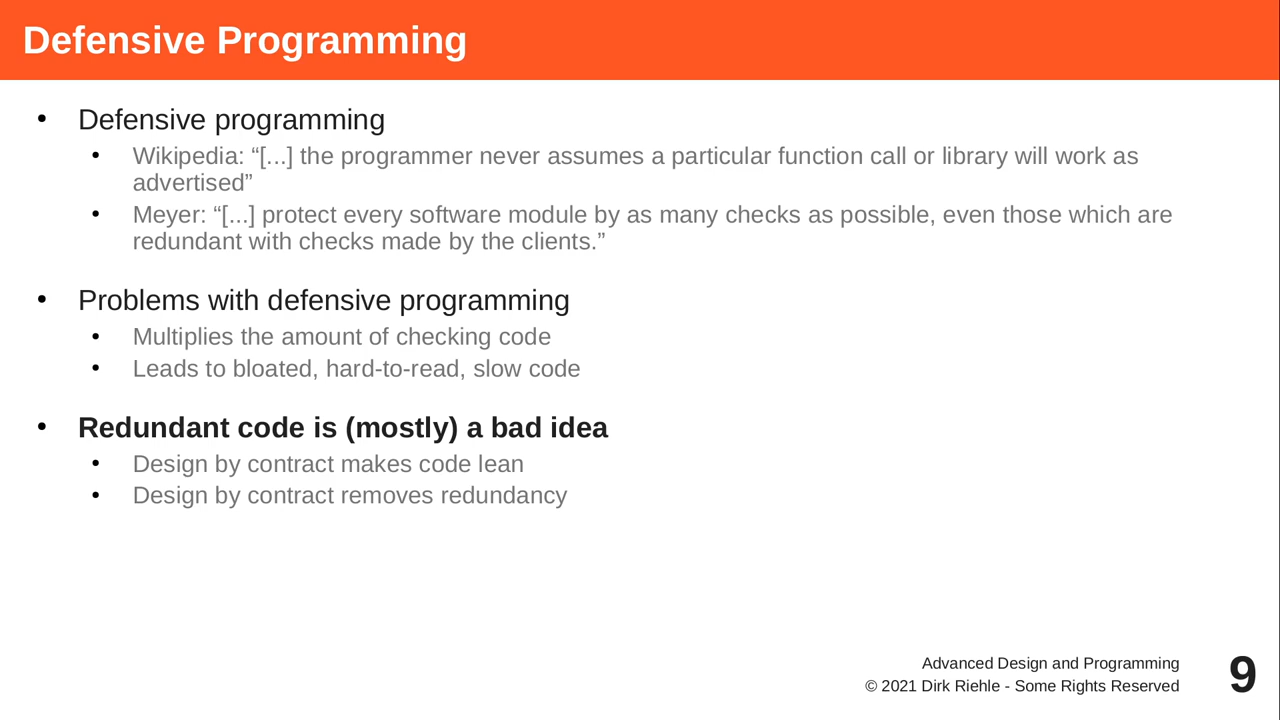 Defensive Programming
• Defensive programming
• Wikipedia: “[...] the programmer never assumes a particular function call or library will work as
advertised”
• Meyer: “[...] protect every software module by as many checks as possible, even those which are
redundant with checks made by the clients.”
• Problems with defensive programming
• Multiplies the amount of checking code
• Leads to bloated, hard-to-read, slow code
• Redundant code is (mostly) a bad idea
• Design by contract makes code lean
• Design by contract removes redundancy
Advanced Design and Programming
© 2021 Dirk Riehle - Some Rights Reserved
9